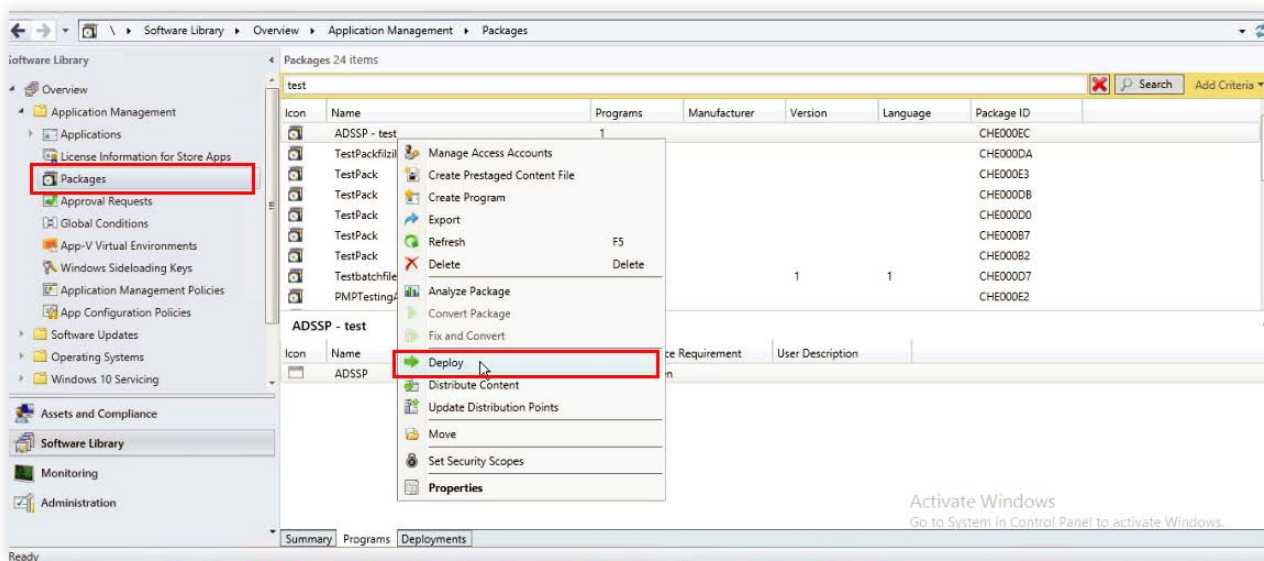 \ Software Library Overview Application Management Packages
Software Library
Packages 24 items
Overview
Application Management
Applications
License Information for Store Apps
Packages
Approval Requests
Global Conditions
App-V Virtual Environments
Windows Sideloading Keys
Application Management Policies
App Configuration Policies
Software Updates
Operating Systems
Windows 10 Servicing
Assets and Compliance
Software Library
Monitoring
Administration
test Search Add Criteria
Icon Name Programs Manufacturer Version Language Package ID
ADSSP - test 1 CHE000EC
TestPackfilzil CHE000DA
TestPack CHE000E3
TestPack CHE000DB
TestPack CHE000D0
TestPack CHE000B7
TestPack CHE000B2
Testbatchfile 1 1 CHE000D7
PMPTestingA CHE000E2
Manage Access Accounts
Create Prestaged Content File
Create Program
Export
Refresh F5
Delete Delete
Analyze Package
Convert Package
Fix and Convert
Deploy
Distribute Content
Update Distribution Points
Move
Set Security Scopes
Properties
ADSSP - test
Icon Name ce Requirement User Description
ADSSP n
Activate Windows
Go to System in Control Panel to activate Windows.
Summary Programs Deployments
Ready